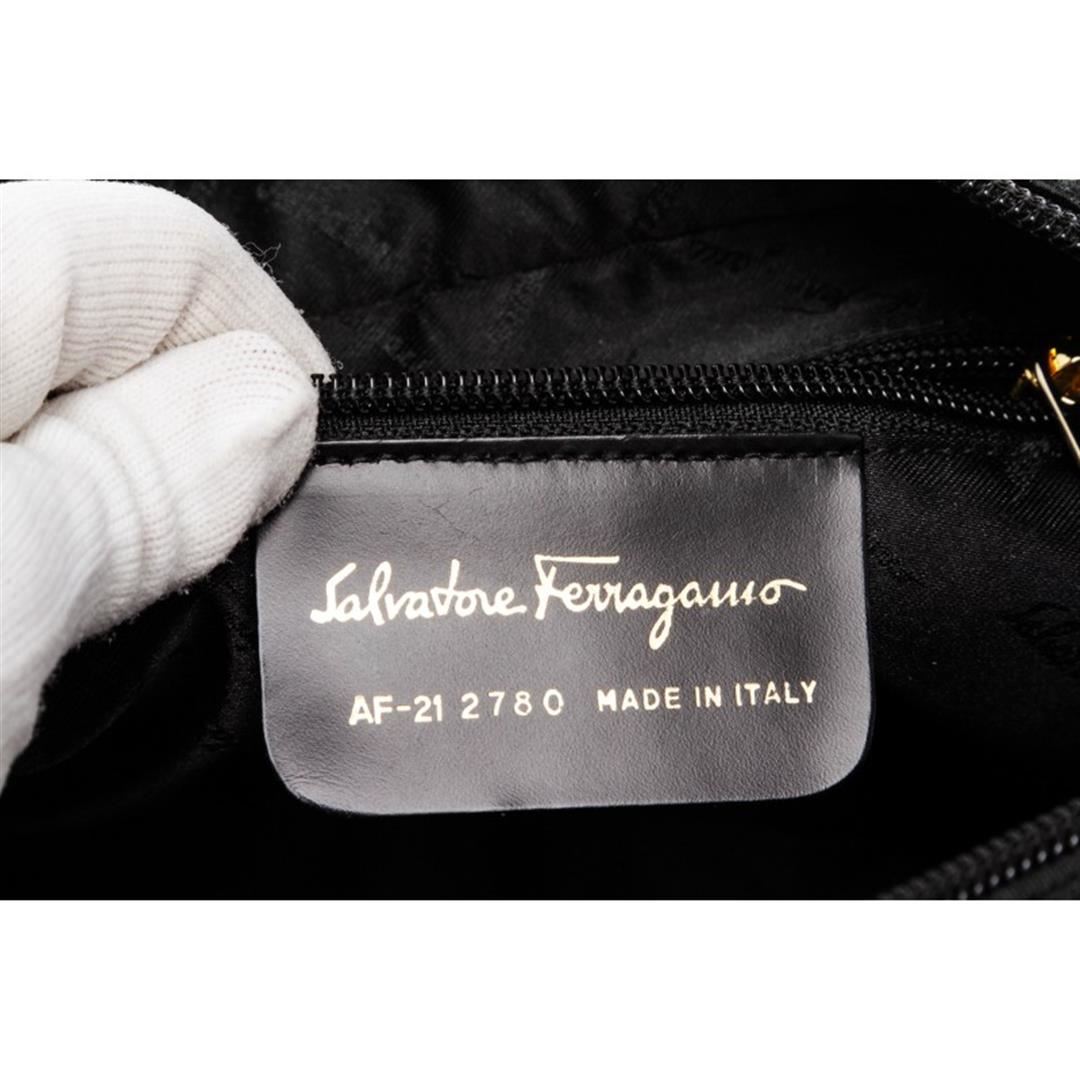 Salvatore Ferragamo
AF-21 2780 MADE IN ITALY